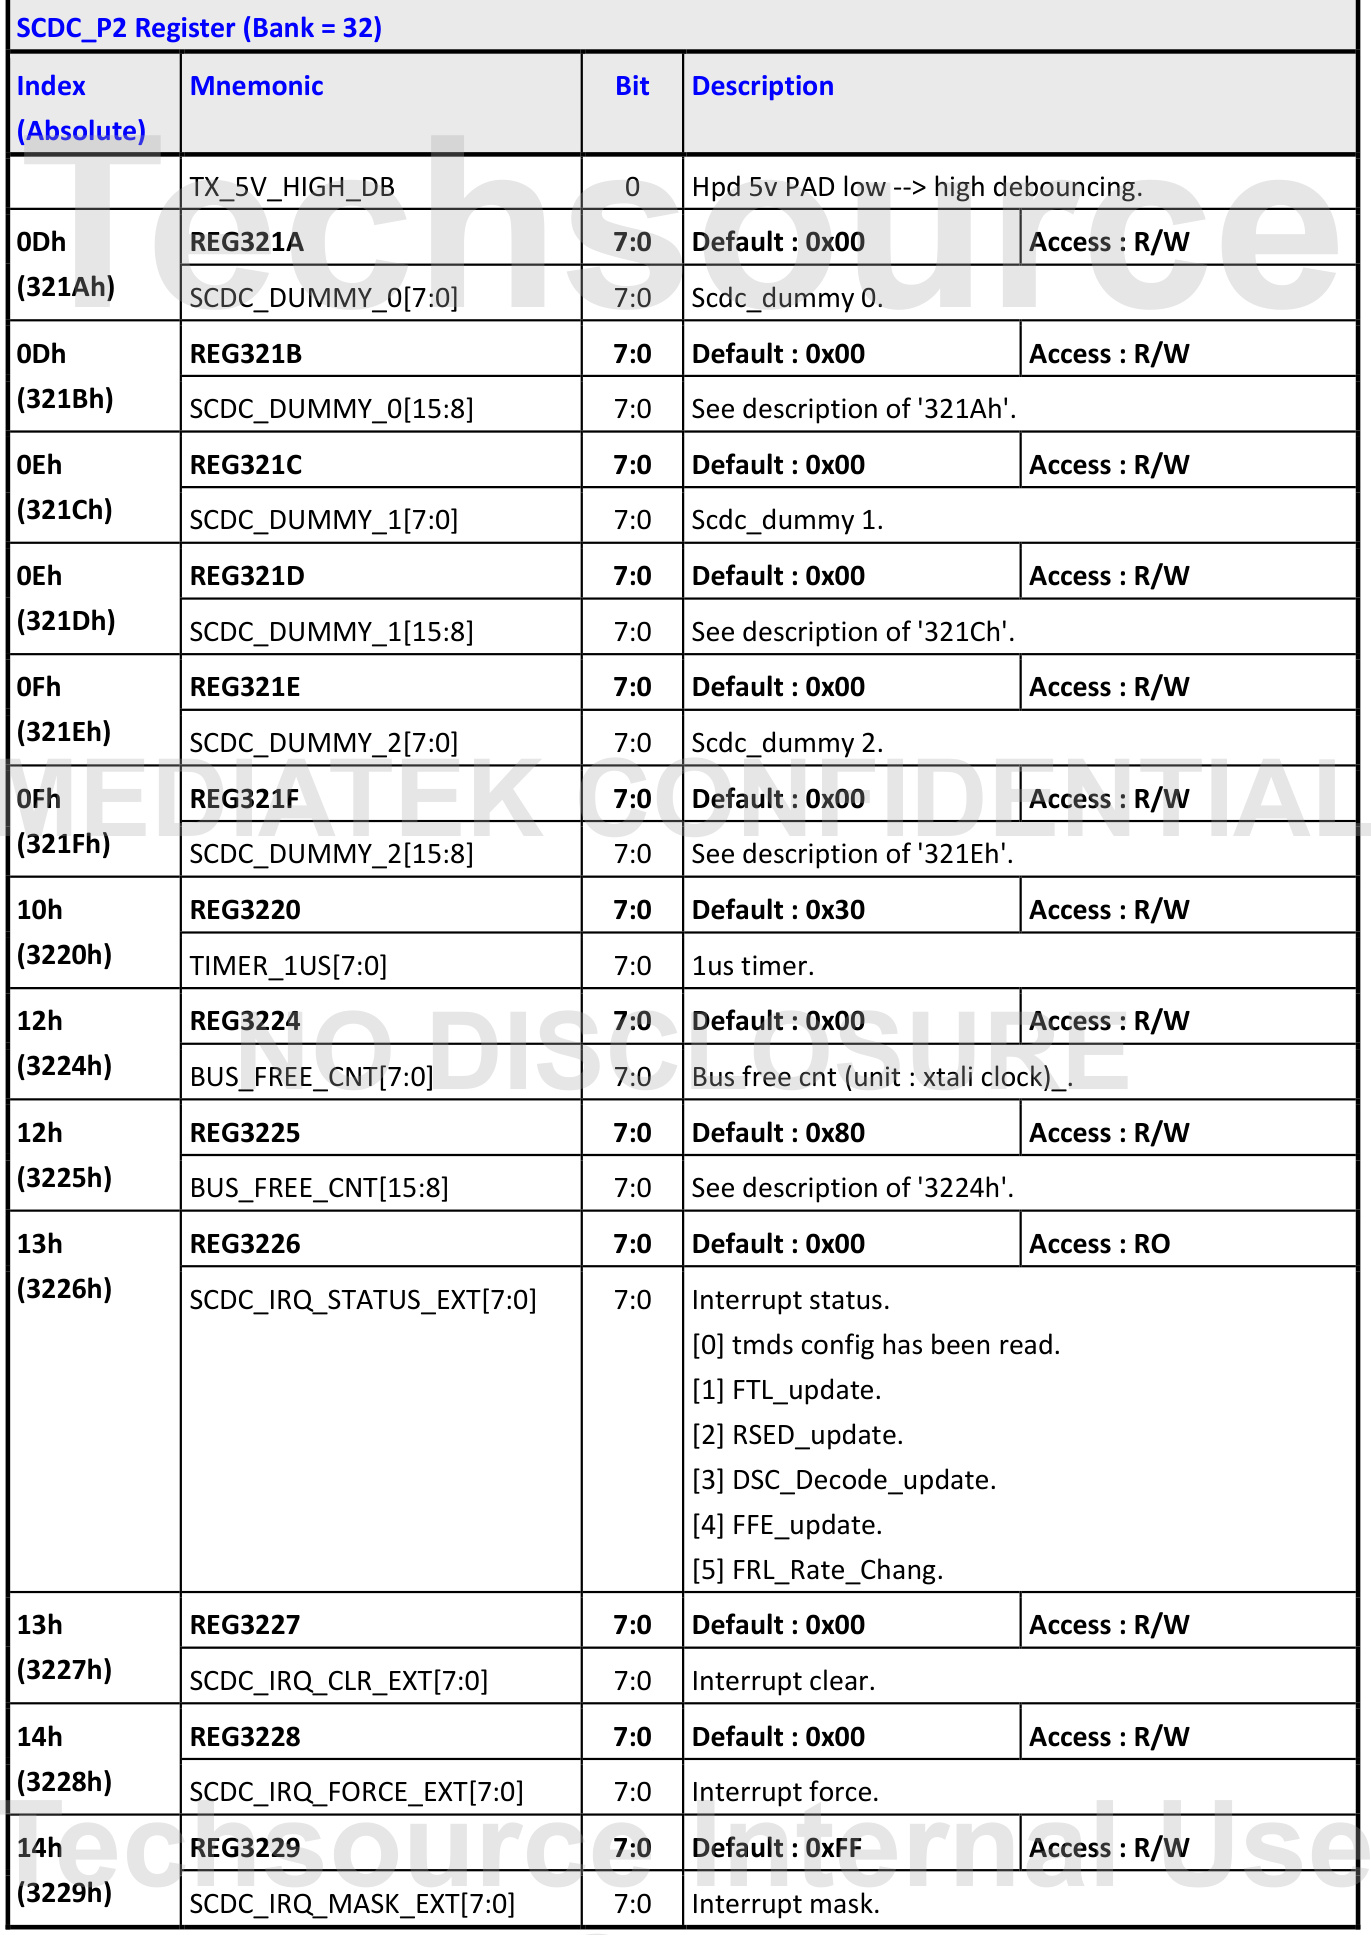 SCDC_P2 Register (Bank = 32)
Index (Absolute) Mnemonic Bit Description
TX_5V_HIGH_DB 0 Hpd 5v PAD low --> high debouncing.
Techsource
0Dh (321Ah) REG321A 7:0 Default : 0x00 Access : R/W
SCDC_DUMMY_0[7:0] 7:0 Scdc_dummy 0.
0Dh (321Bh) REG321B 7:0 Default : 0x00 Access : R/W
SCDC_DUMMY_0[15:8] 7:0 See description of '321Ah'.
0Eh (321Ch) REG321C 7:0 Default : 0x00 Access : R/W
SCDC_DUMMY_1[7:0] 7:0 Scdc_dummy 1.
0Eh (321Dh) REG321D 7:0 Default : 0x00 Access : R/W
SCDC_DUMMY_1[15:8] 7:0 See description of '321Ch'.
0Fh (321Eh) REG321E 7:0 Default : 0x00 Access : R/W
SCDC_DUMMY_2[7:0] 7:0 Scdc_dummy 2.
MEDIATEK CONFIDENTIAL
0Fh (321Fh) REG321F 7:0 Default : 0x00 Access : R/W
SCDC_DUMMY_2[15:8] 7:0 See description of '321Eh'.
10h (3220h) REG3220 7:0 Default : 0x30 Access : R/W
TIMER_1US[7:0] 7:0 1us timer.
NO DISCLOSURE
12h (3224h) REG3224 7:0 Default : 0x00 Access : R/W
BUS_FREE_CNT[7:0] 7:0 Bus free cnt (unit : xtali clock)_.
12h (3225h) REG3225 7:0 Default : 0x80 Access : R/W
BUS_FREE_CNT[15:8] 7:0 See description of '3224h'.
13h (3226h) REG3226 7:0 Default : 0x00 Access : RO
SCDC_IRQ_STATUS_EXT[7:0] 7:0 Interrupt status.
[0] tmds config has been read.
[1] FTL_update.
[2] RSED_update.
[3] DSC_Decode_update.
[4] FFE_update.
[5] FRL_Rate_Chang.
13h (3227h) REG3227 7:0 Default : 0x00 Access : R/W
SCDC_IRQ_CLR_EXT[7:0] 7:0 Interrupt clear.
14h (3228h) REG3228 7:0 Default : 0x00 Access : R/W
SCDC_IRQ_FORCE_EXT[7:0] 7:0 Interrupt force.
Techsource Internal Use
14h (3229h) REG3229 7:0 Default : 0xFF Access : R/W
SCDC_IRQ_MASK_EXT[7:0] 7:0 Interrupt mask.